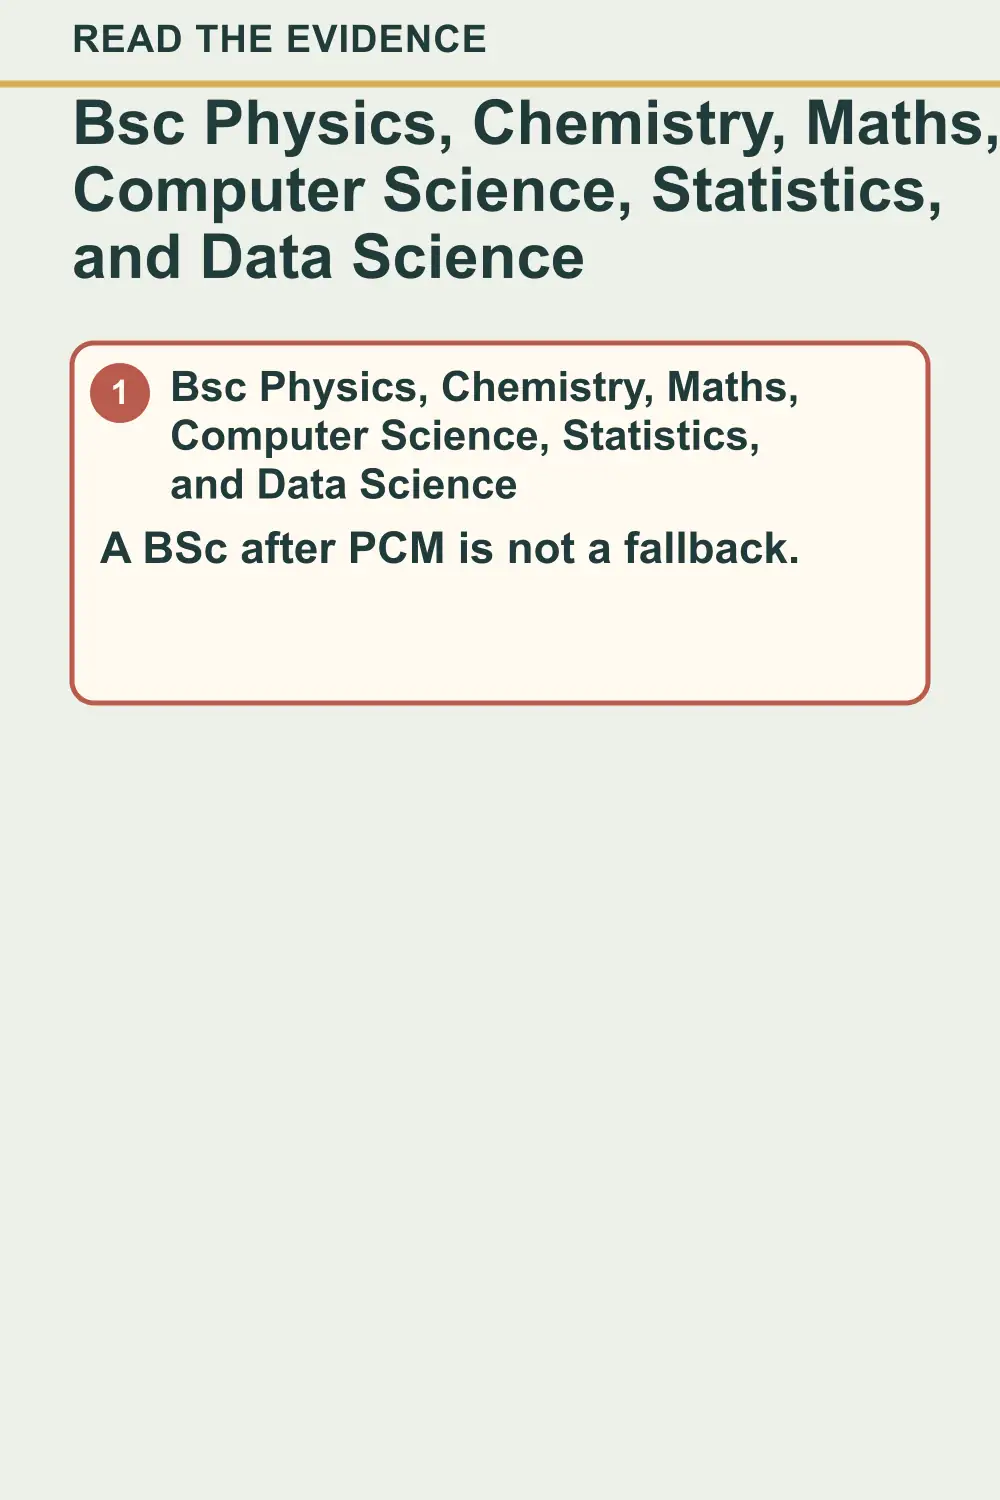 READ THE EVIDENCE
Bsc Physics, Chemistry, Maths,
Computer Science, Statistics,
and Data Science
1
Bsc Physics, Chemistry, Maths,
Computer Science, Statistics,
and Data Science
A BSc after PCM is not a fallback.